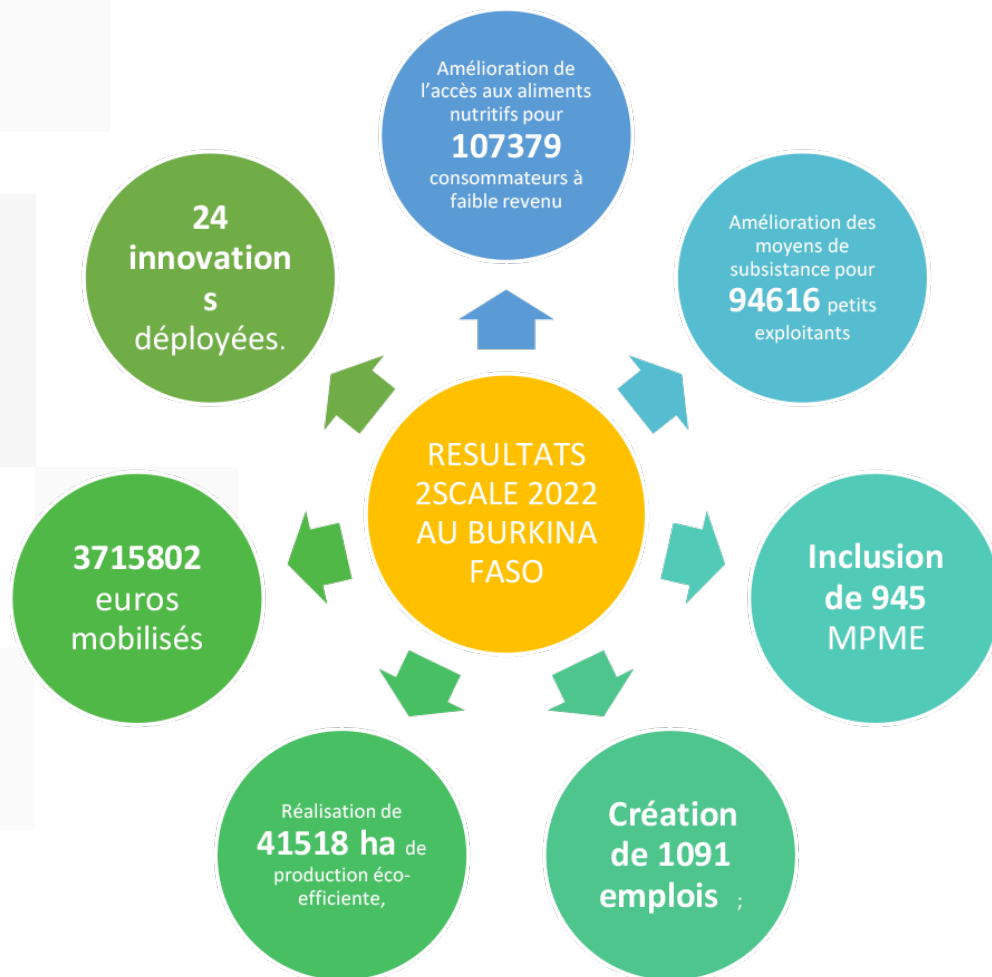 Amélioration de
l'accès aux aliments
nutritifs pour
107379
consommateurs à
faible revenu
Amélioration des
moyens de
subsistance pour
94616 petits
exploitants
Inclusion
de 945
MPME
Création
de 1091
emplois ;
Réalisation de
41518 ha de
production éco-
efficiente,
3715802
euros
mobilisés
24
innovation
s
déployées.
RESULTATS
2SCALE 2022
AU BURKINA
FASO